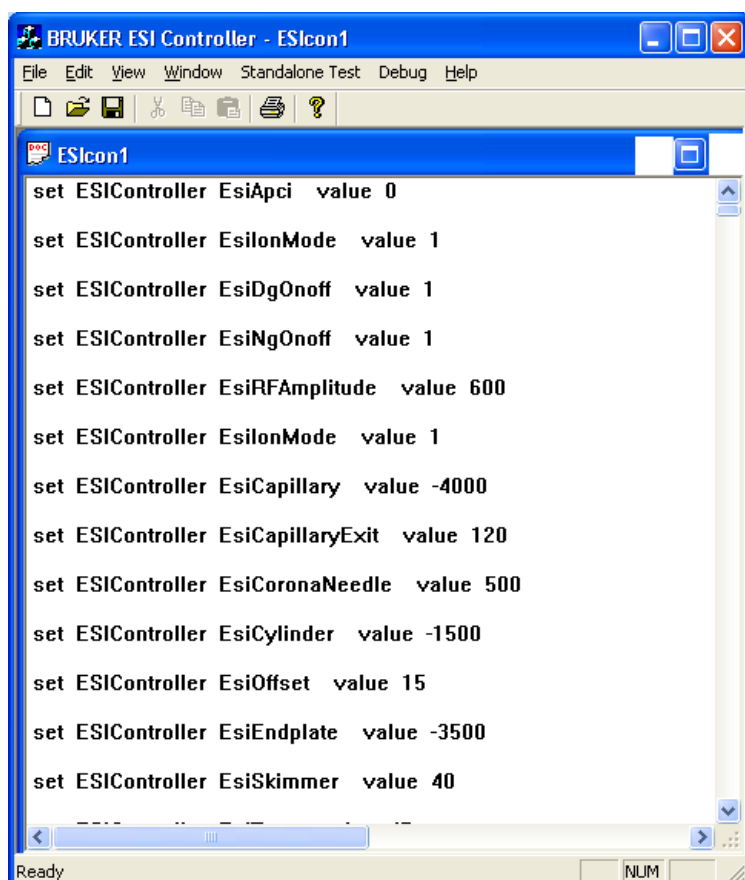 BRUKER ESI Controller - ESIcon1
File Edit View Window Standalone Test Debug Help
ESIcon1
set ESIController EsiApci value 0
set ESIController EsiIonMode value 1
set ESIController EsiDgOnoff value 1
set ESIController EsiNgOnoff value 1
set ESIController EsiRFAmplitude value 600
set ESIController EsiIonMode value 1
set ESIController EsiCapillary value -4000
set ESIController EsiCapillaryExit value 120
set ESIController EsiCoronaNeedle value 500
set ESIController EsiCylinder value -1500
set ESIController EsiOffset value 15
set ESIController EsiEndplate value -3500
set ESIController EsiSkimmer value 40
Ready NUM